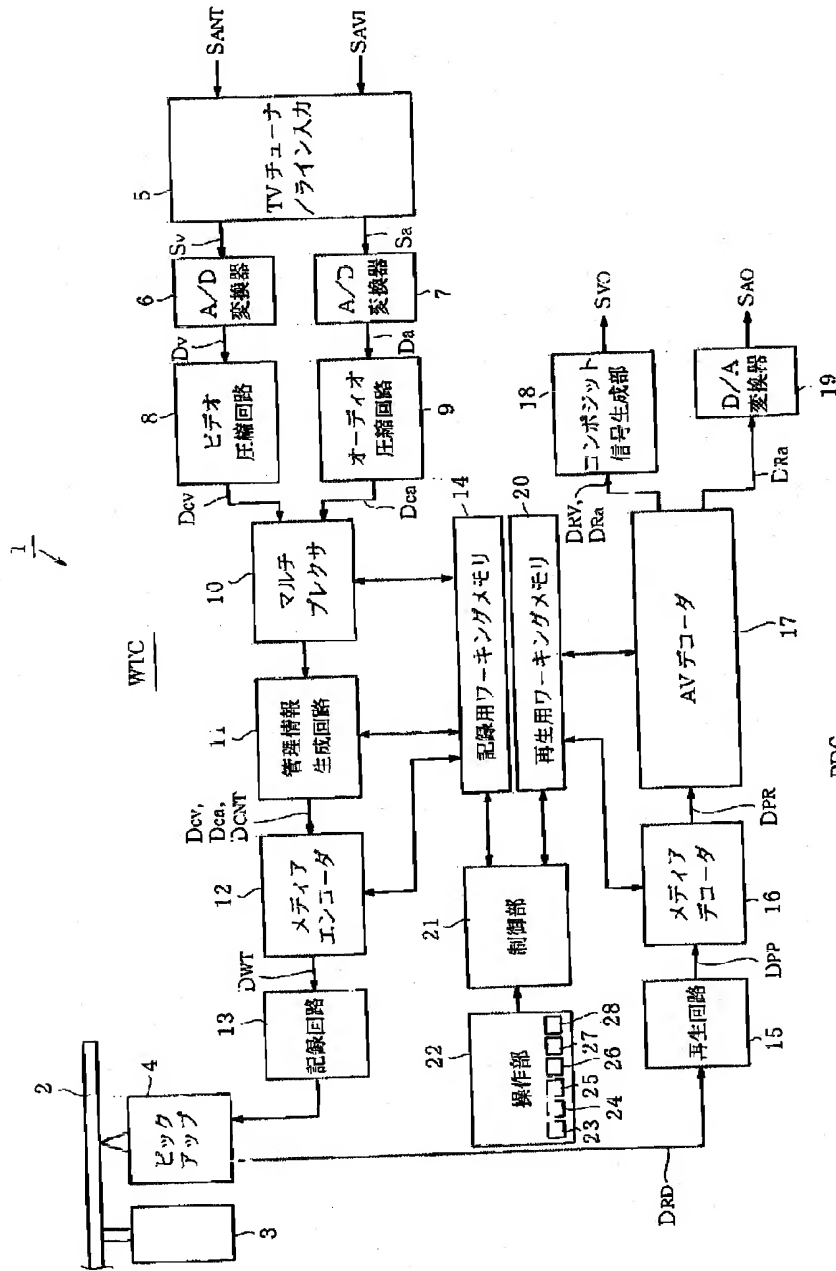 1
WTC
2
3
4
ピックアップ
SANT
SAVI
5
TVチューナ
/ライン入力
Sv
Sa
6
A/D
変換器
7
A/D
変換器
Dv
Da
8
ビデオ
圧縮回路
9
オーディオ
圧縮回路
Dcv
Dca
10
マルチ
プレクサ
11
管理情報
生成回路
Dcv,
Dca,
DCNT
12
メディア
エンコーダ
DWT
13
記録回路
14
記録用ワーキングメモリ
20
再生用ワーキングメモリ
21
制御部
22
操作部
23
24
25
26
27
28
DRD
15
再生回路
DPP
16
メディア
デコーダ
DPR
17
AVデコーダ
DRV,
DRa
18
コンポジット
信号生成部
SVO
DRa
19
D/A
変換器
SAO